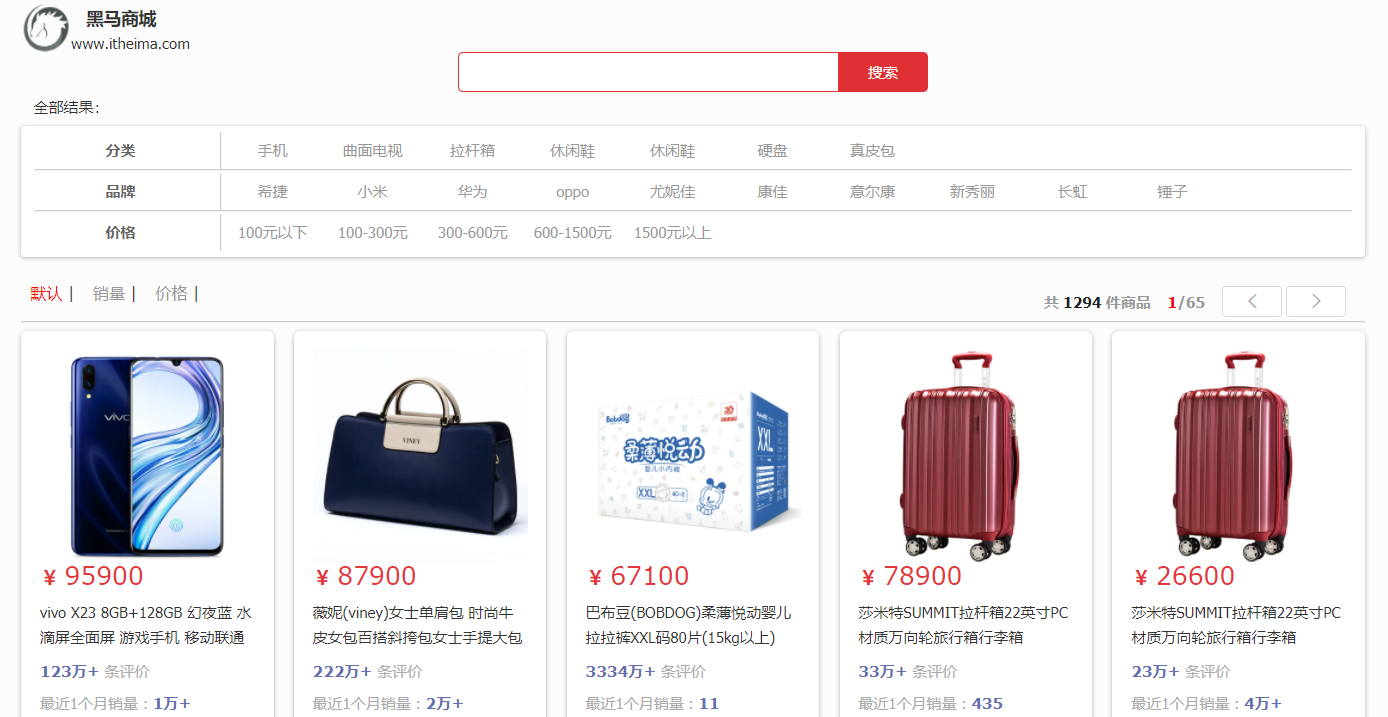 黑马商城
www.itheima.com
搜索
全部结果：
分类 手机 曲面电视 拉杆箱 休闲鞋 休闲鞋 硬盘 真皮包
品牌 希捷 小米 华为 oppo 尤妮佳 康佳 意尔康 新秀丽 长虹 锤子
价格 100元以下 100-300元 300-600元 600-1500元 1500元以上
默认 | 销量 | 价格 |
共 1294 件商品 1/65
vivo
VINEY
Bobdog
柔薄悦动
婴儿小内裤
XXL
XXL
¥ 95900
vivo X23 8GB+128GB 幻夜蓝 水
滴屏全面屏 游戏手机 移动联通
123万+ 条评价
最近1个月销量：1万+
¥ 87900
薇妮(viney)女士单肩包 时尚牛
皮女包百搭斜挎包女士手提大包
222万+ 条评价
最近1个月销量：2万+
¥ 67100
巴布豆(BOBDOG)柔薄悦动婴儿
拉拉裤XXL码80片(15kg以上)
3334万+ 条评价
最近1个月销量：11
¥ 78900
莎米特SUMMIT拉杆箱22英寸PC
材质万向轮旅行箱行李箱
33万+ 条评价
最近1个月销量：435
¥ 26600
莎米特SUMMIT拉杆箱22英寸PC
材质万向轮旅行箱行李箱
23万+ 条评价
最近1个月销量：4万+